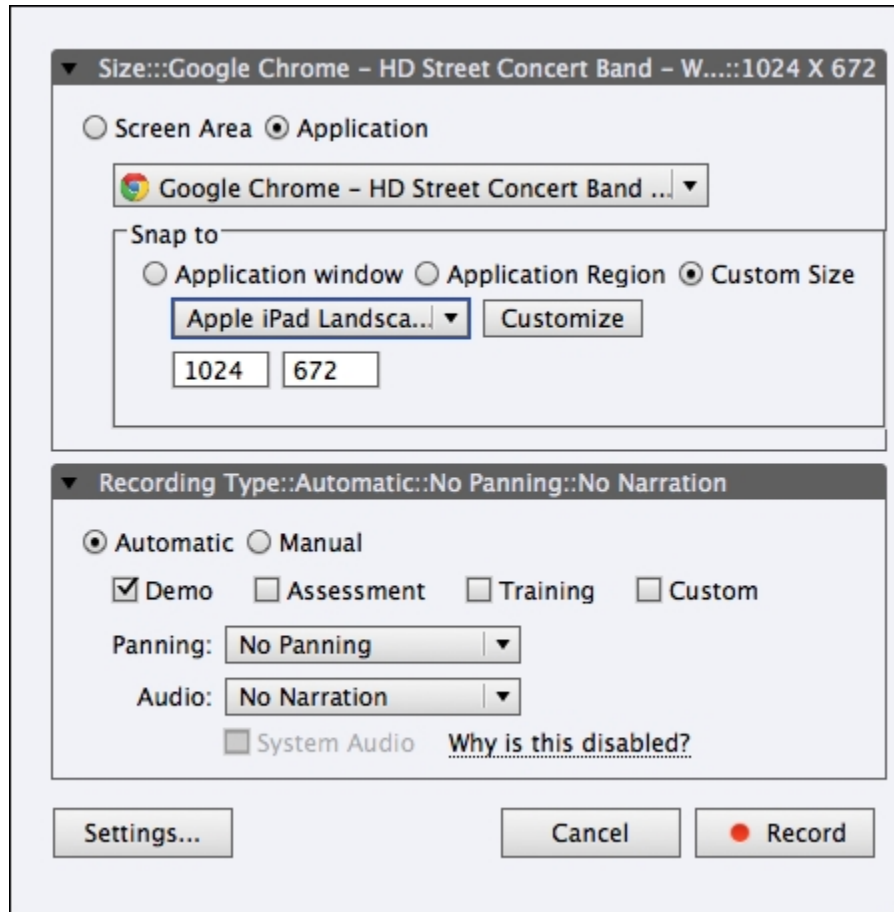 Size:::Google Chrome – HD Street Concert Band – W...::1024 X 672
Screen Area Application
Google Chrome – HD Street Concert Band ...
Snap to
Application window Application Region Custom Size
Apple iPad Landsca... Customize
1024 672
Recording Type::Automatic::No Panning::No Narration
Automatic Manual
Demo Assessment Training Custom
Panning: No Panning
Audio: No Narration
System Audio Why is this disabled?
Settings... Cancel Record